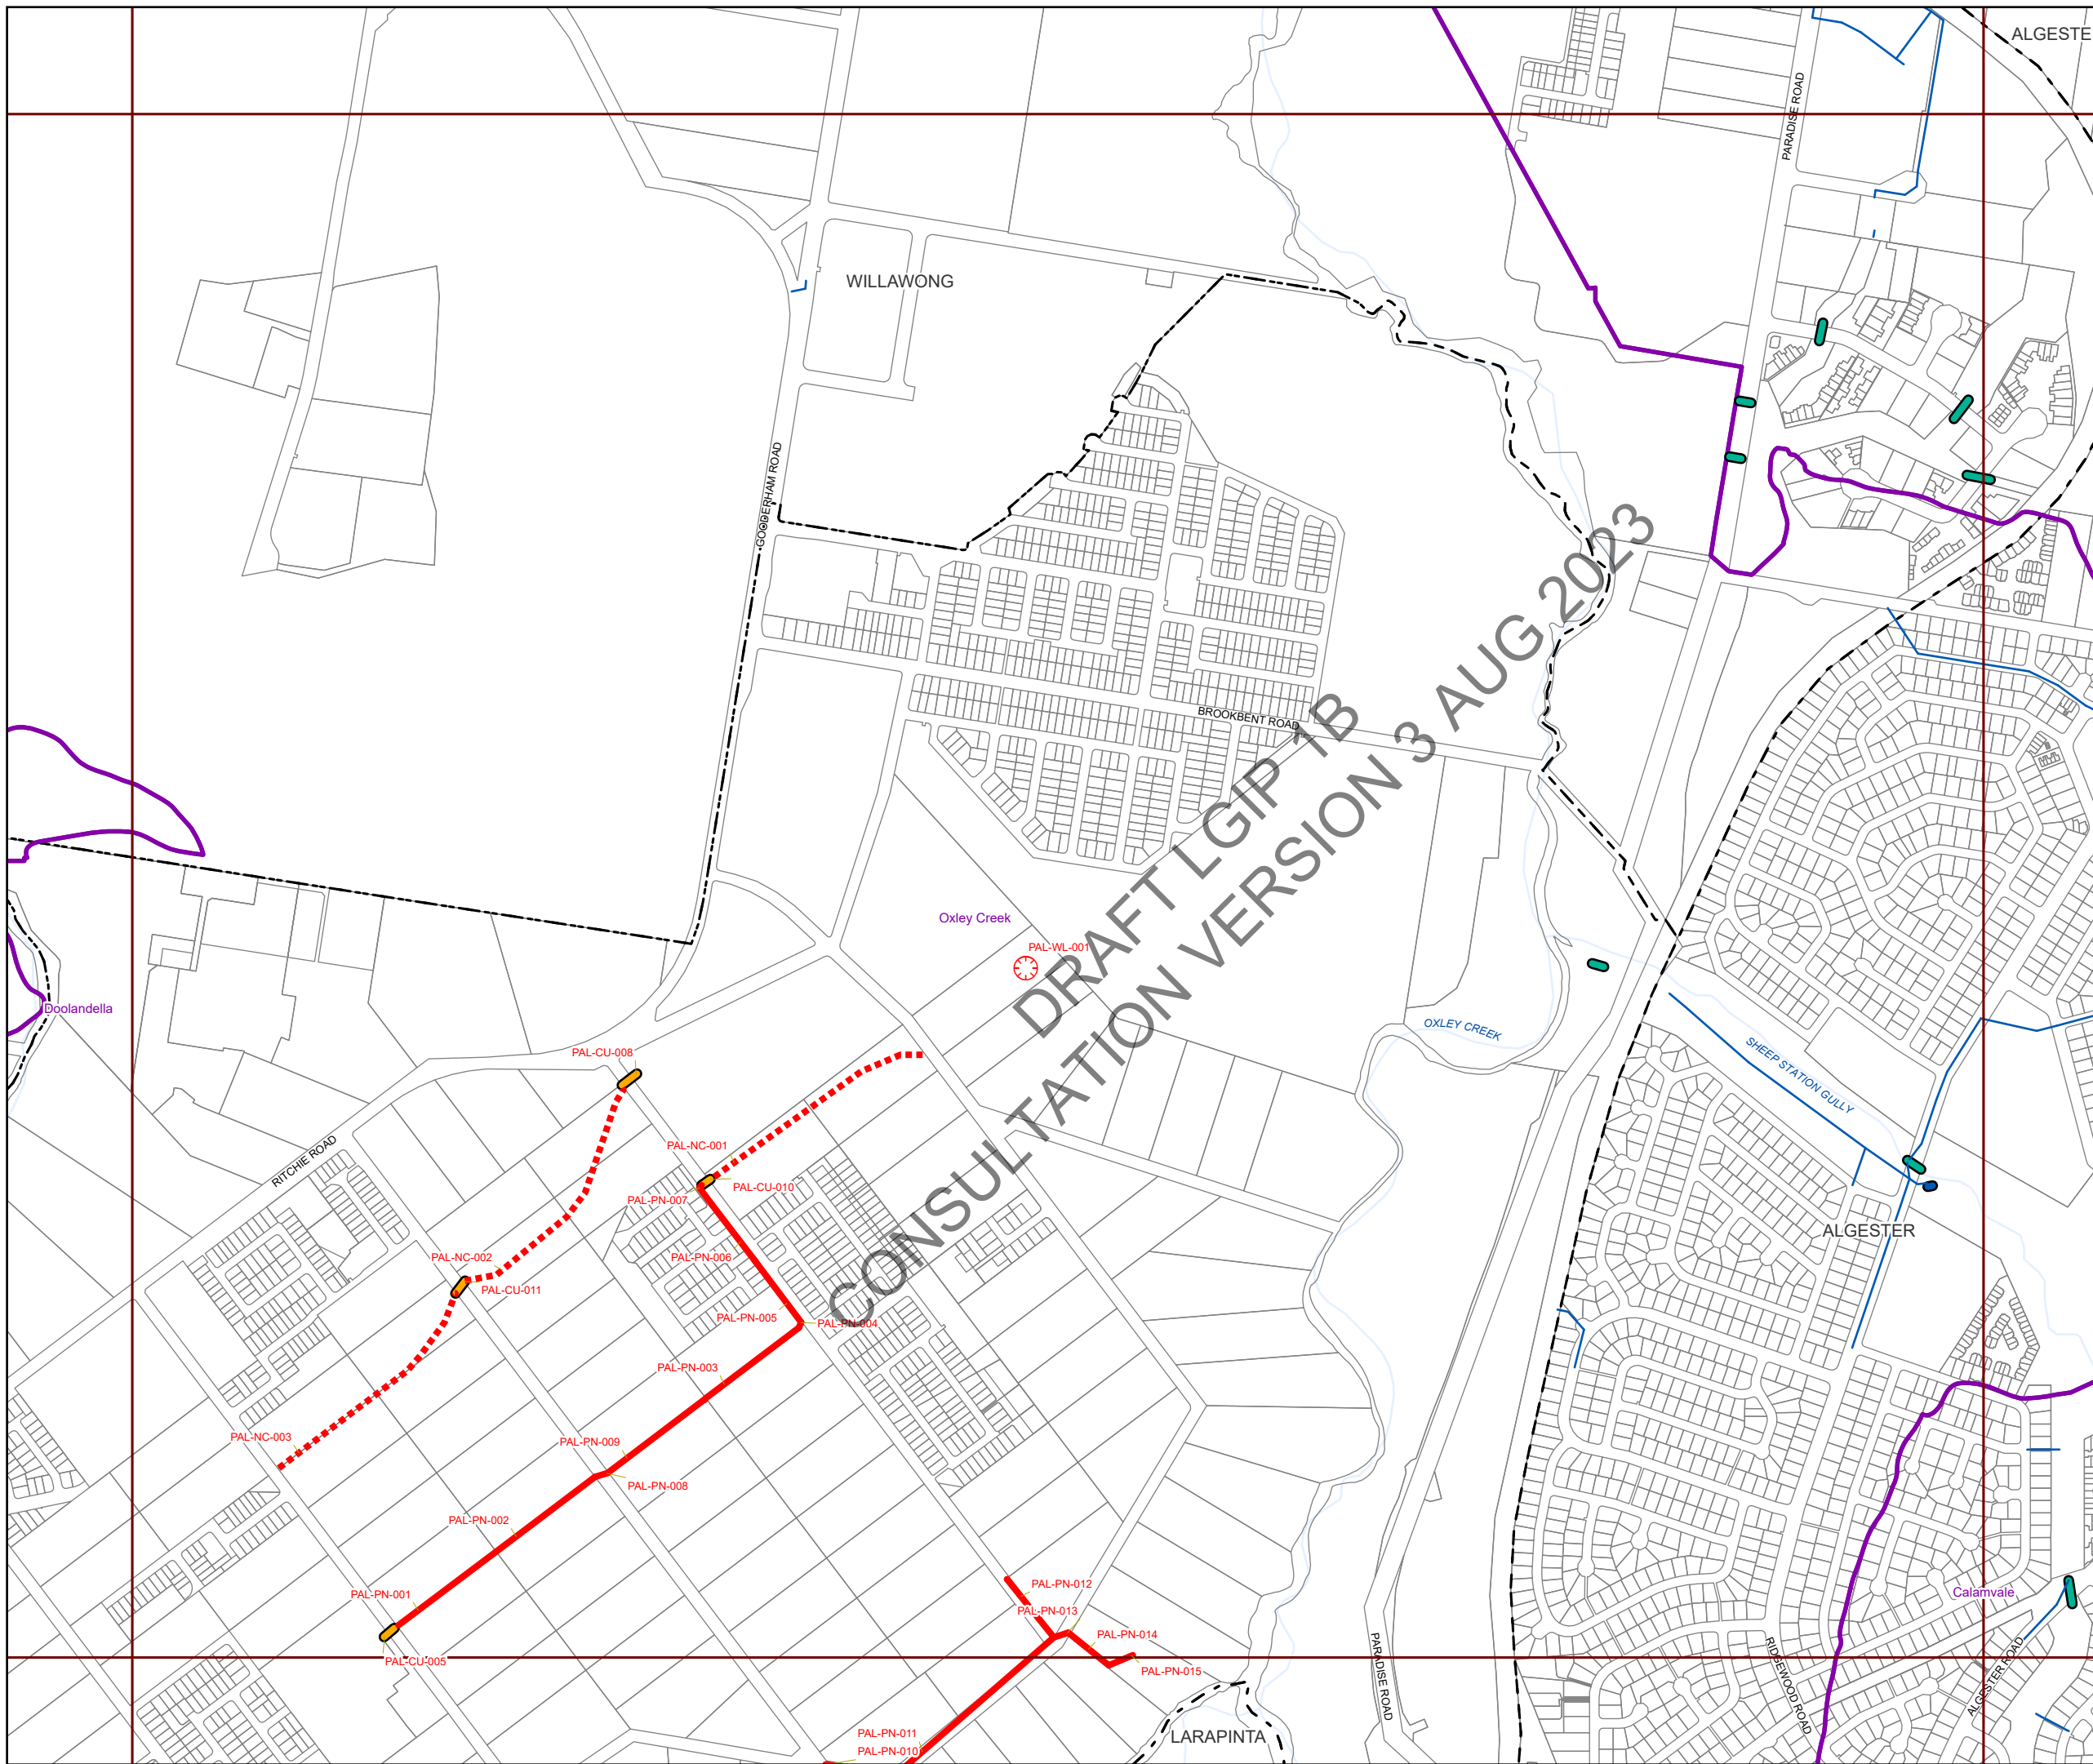 ALGESTE
PARADISE ROAD
WILLAWONG
GOODERHAM ROAD
BROOKBENT ROAD
DRAFT LGIP 1B
CONSULTATION VERSION 3 AUG 2023
Oxley Creek
PAL-WL-001
Doolandella
OXLEY CREEK
SHEEP STATION GULLY
PAL-CU-008
RITCHIE ROAD
PAL-NC-001
PAL-CU-010
PAL-PN-007
ALGESTER
PAL-NC-002
PAL-PN-006
PAL-CU-011
PAL-PN-005
PAL-PN-004
PAL-PN-003
PAL-NC-003
PAL-PN-009
PAL-PN-008
PAL-PN-002
PAL-PN-001
PAL-PN-012
Calamvale
PAL-PN-013
PAL-PN-014
PAL-CU-005
PAL-PN-015
PARADISE ROAD
RIDGEWOOD ROAD
ALGESTER ROAD
PAL-PN-011
LARAPINTA
PAL-PN-010